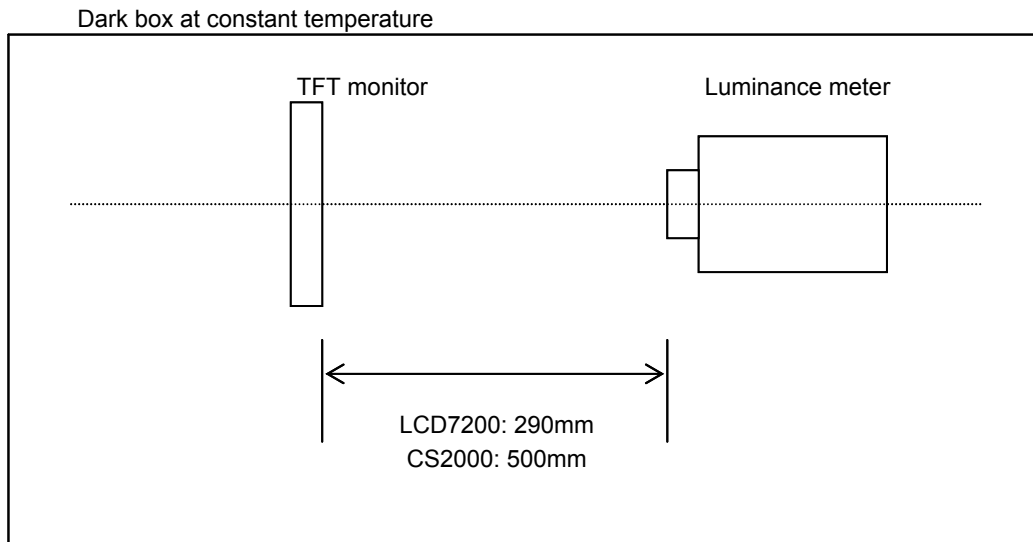 Dark box at constant temperature
TFT monitor
Luminance meter
LCD7200: 290mm
CS2000: 500mm